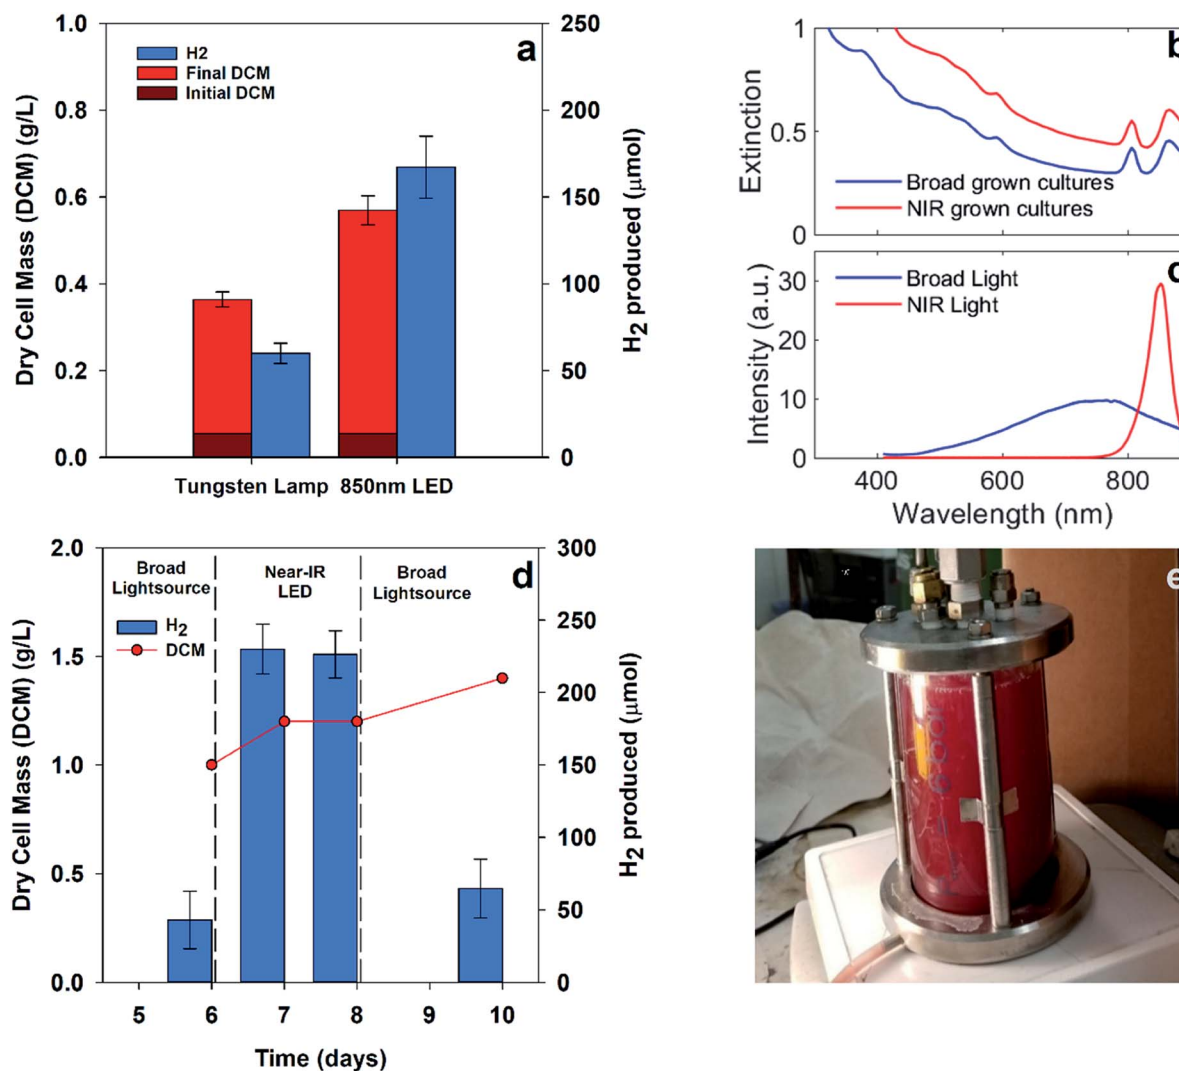 1.0
0.8
0.6
0.4
0.2
0.0
Dry Cell Mass (DCM) (g/L)
H2
Final DCM
Initial DCM
a
250
200
150
100
50
0
H2 produced (μmol)
Tungsten Lamp 850nm LED
1
0.5
0
Extinction
b
Broad grown cultures
NIR grown cultures
30
20
10
0
Intensity (a.u.)
Broad Light
NIR Light
400 600 800
Wavelength (nm)
2.0
1.5
1.0
0.5
0.0
Dry Cell Mass (DCM) (g/L)
Broad
Lightsource
Near-IR
LED
Broad
Lightsource
H2
DCM
d
300
250
200
150
100
50
0
H2 produced (μmol)
5 6 7 8 9 10
Time (days)
e